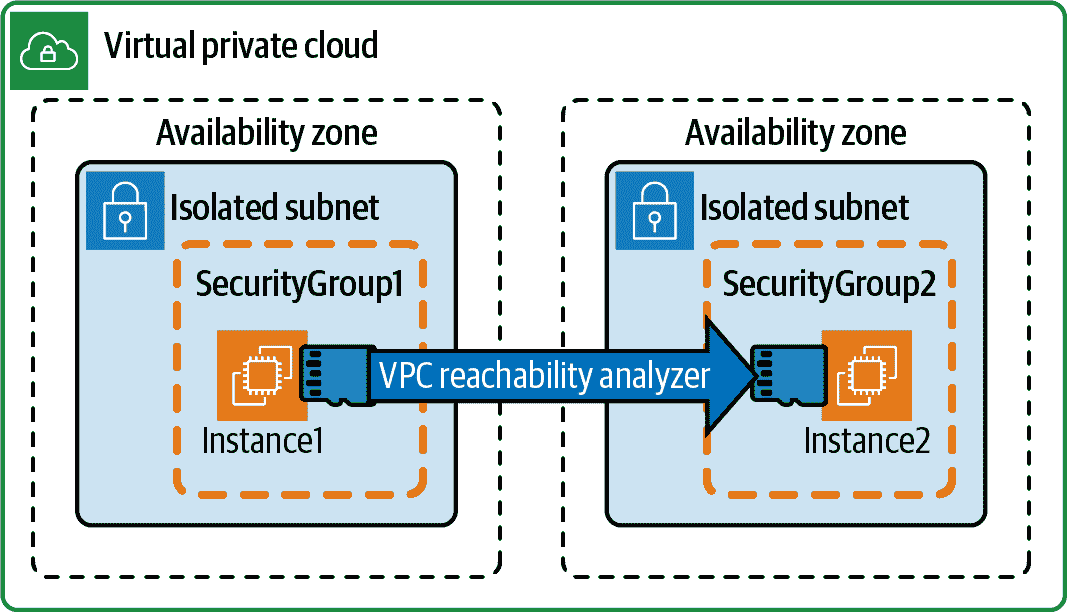 Virtual private cloud
Availability zone
Isolated subnet
SecurityGroup1
Instance1
VPC reachability analyzer
Availability zone
Isolated subnet
SecurityGroup2
Instance2